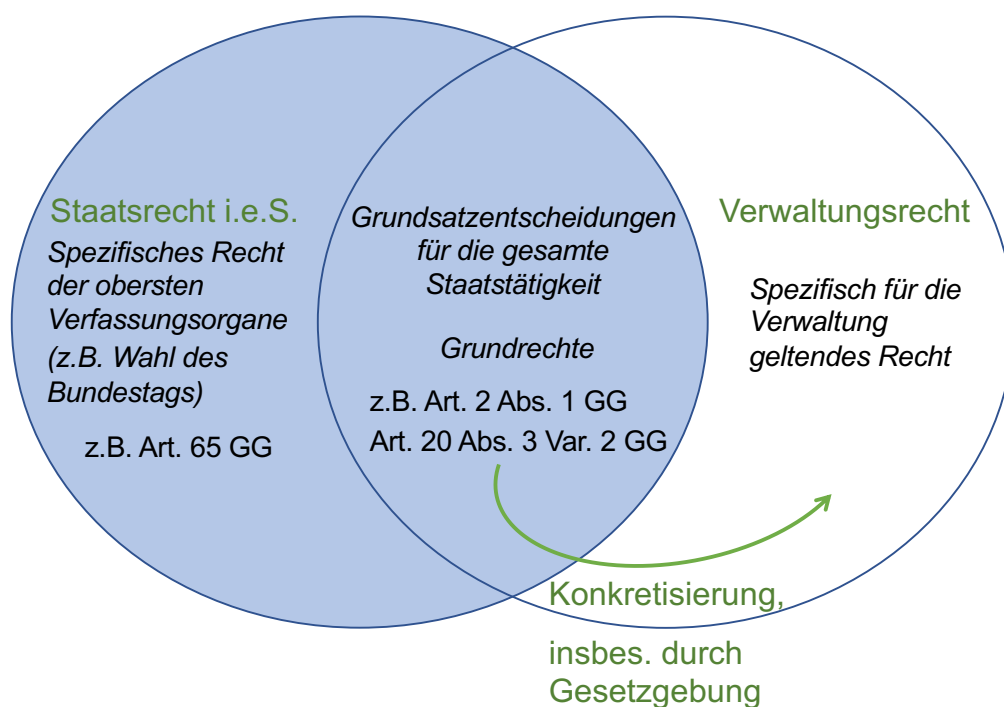 Staatsrecht i.e.S.
Spezifisches Recht
der obersten
Verfassungsorgane
(z.B. Wahl des
Bundestags)
z.B. Art. 65 GG
Grundsatzentscheidungen
für die gesamte
Staatstätigkeit
Grundrechte
z.B. Art. 2 Abs. 1 GG
Art. 20 Abs. 3 Var. 2 GG
Verwaltungsrecht
Spezifisch für die
Verwaltung
geltendes Recht
Konkretisierung,
insbes. durch
Gesetzgebung